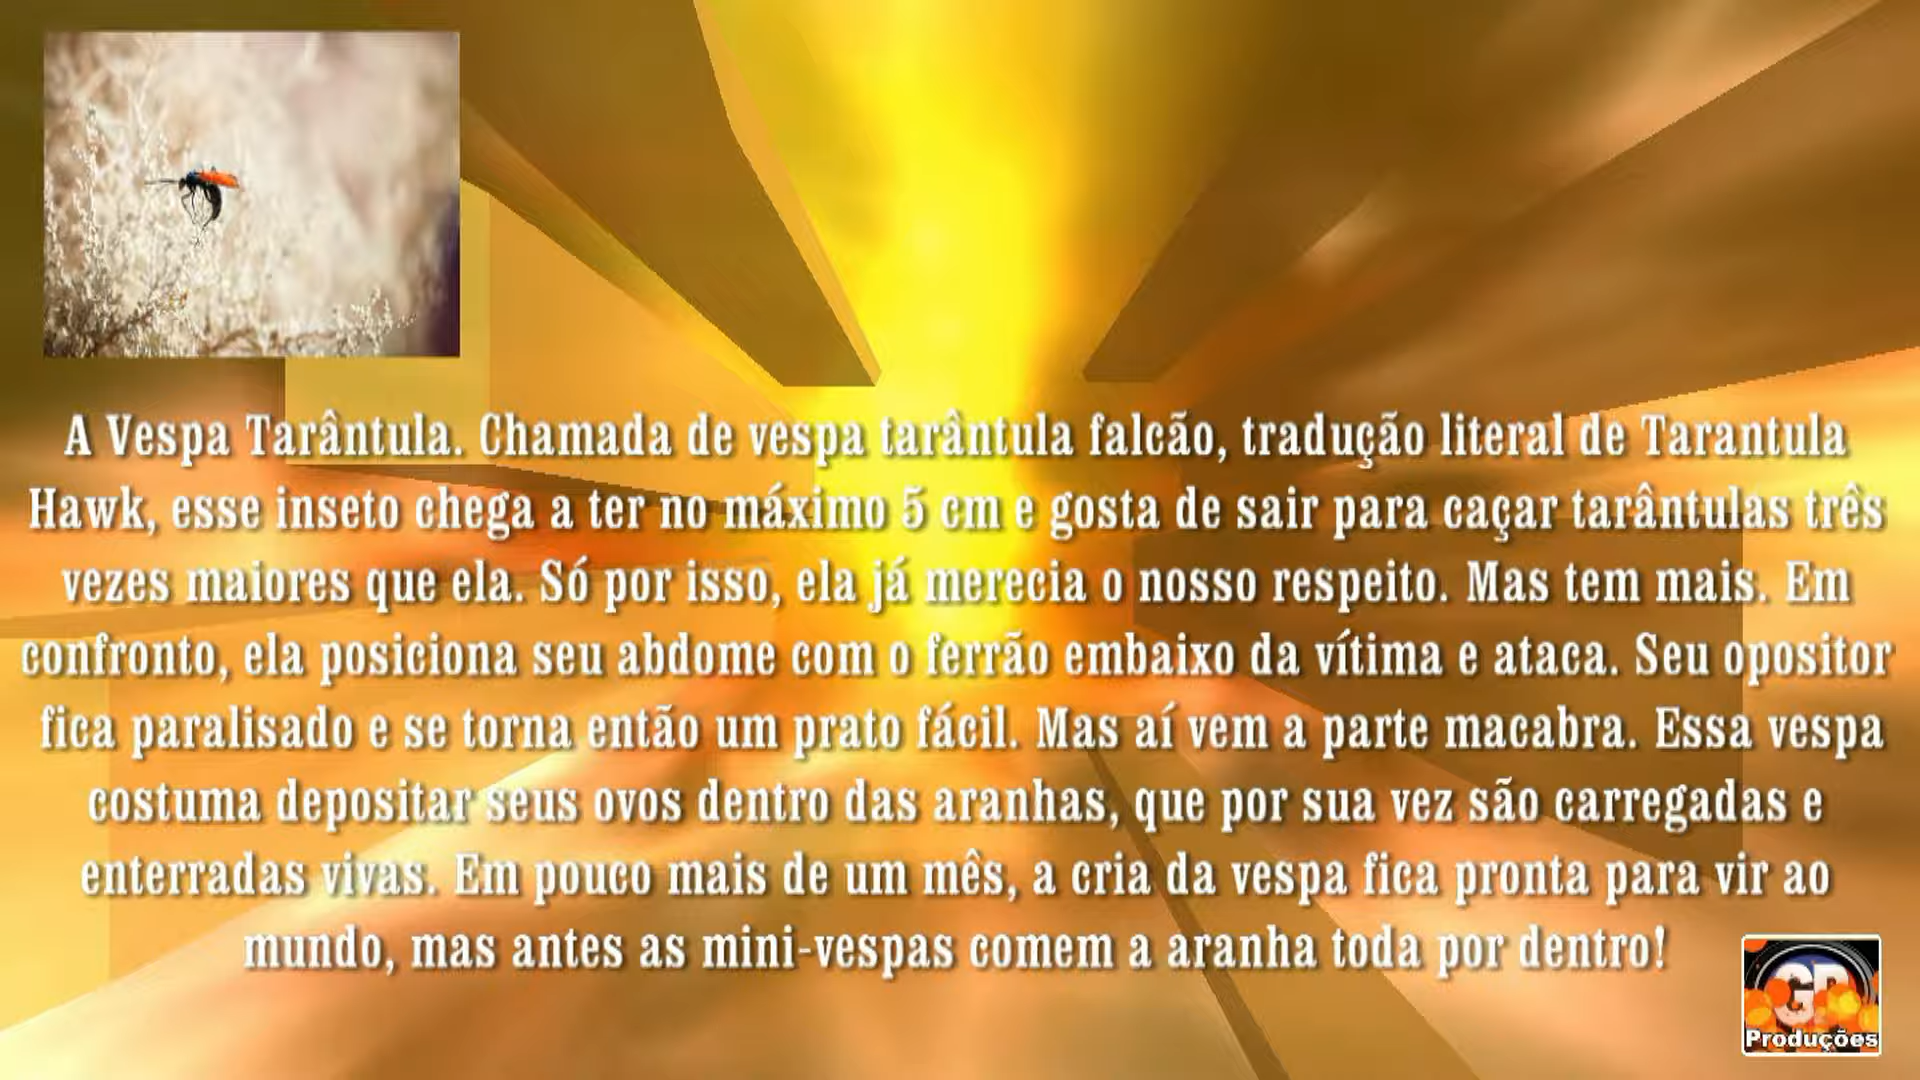 A Vespa Tarântula. Chamada de vespa tarântula falcão, tradução literal de Tarantula
Hawk, esse inseto chega a ter no máximo 5 cm e gosta de sair para caçar tarântulas três
vezes maiores que ela. Só por isso, ela já merecia o nosso respeito. Mas tem mais. Em
confronto, ela posiciona seu abdome com o ferrão embaixo da vítima e ataca. Seu opositor
fica paralisado e se torna então um prato fácil. Mas aí vem a parte macabra. Essa vespa
costuma depositar seus ovos dentro das aranhas, que por sua vez são carregadas e
enterradas vivas. Em pouco mais de um mês, a cria da vespa fica pronta para vir ao
mundo, mas antes as mini-vespas comem a aranha toda por dentro!
Produções